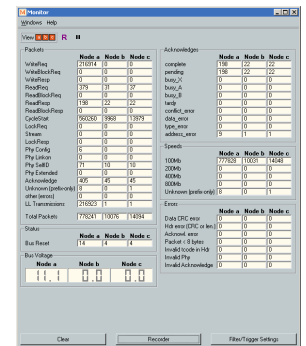 Monitor
Windows Help
View R
Packets
Node a Node b Node c
WriteReq 216914 0 0
WriteBlockReq 0 0 0
WriteResp 0 0 0
ReadReq 379 31 37
ReadBlockReq 0 0 0
ReadResp 198 22 22
ReadBlockResp 0 0 0
CycleStart 560260 9968 13979
LockReq 0 0 0
Stream 0 0 0
LockResp 0 0 0
Phy Config 6 0 0
Phy Linkon 0 0 0
Phy SelfID 71 10 10
Phy Extended 0 0 0
Acknowledge 405 45 45
Unknown (prefix-only) 8 0 1
other (errors) 0 0 0
LL Transmissions 216923 1 1
Total Packets 778241 10076 14094
Status
Node a Node b Node c
Bus Reset 14 4 4
Bus Voltage
Node a Node b Node c
11.1 0.0 0.0
Acknowledges
Node a Node b Node c
complete 198 22 22
pending 198 22 22
busy_X 0 0 0
busy_A 0 0 0
busy_B 0 0 0
tardy 0 0 0
conflict_error 0 0 0
data_error 0 0 0
type_error 0 0 0
address_error 9 1 1
Speeds
Node a Node b Node c
100Mb 777828 10031 14048
200Mb 0 0 0
400Mb 0 0 0
800Mb 0 0 0
Unknown (prefix-only) 8 0 1
Errors
Node a Node b Node c
Data CRC error 0 0 0
Hdr error (CRC or len.) 0 0 0
Acknowl. error 0 0 0
Packet < 8 bytes 0 0 0
Invalid tcode in Hdr 0 0 0
Invalid Phy 0 0 0
Invalid Acknowledge 0 0 0
Clear Recorder Filter/Trigger Settings